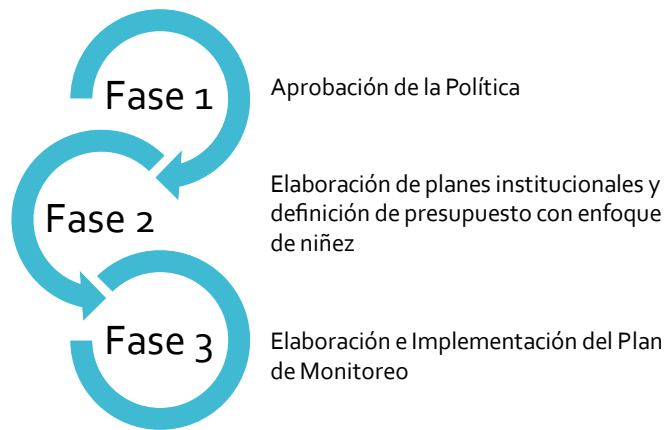 Fase 1
Aprobación de la Política
Fase 2
Elaboración de planes institucionales y
definición de presupuesto con enfoque
de niñez
Fase 3
Elaboración e Implementación del Plan
de Monitoreo